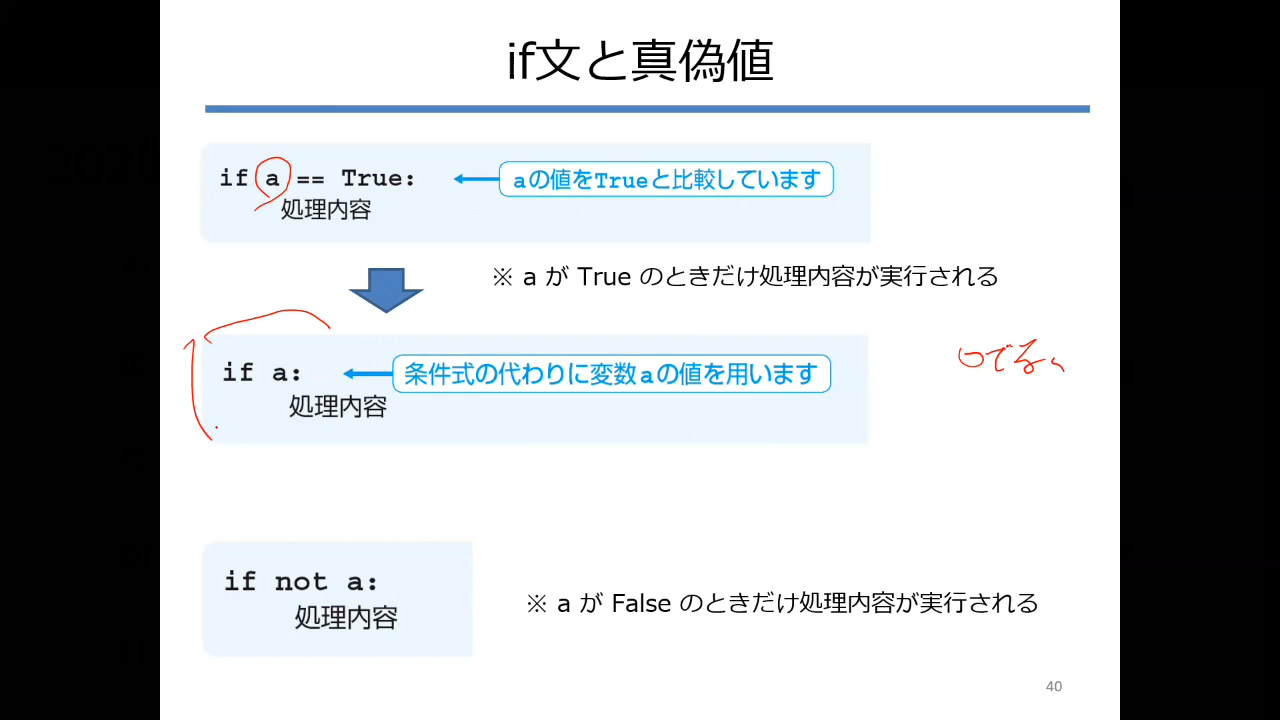 if文と真偽値
if a == True:
aの値をTrueと比較しています
処理内容
※ a が True のときだけ処理内容が実行される
if a:
条件式の代わりに変数aの値を用います
処理内容
if not a:
処理内容
※ a が False のときだけ処理内容が実行される
40